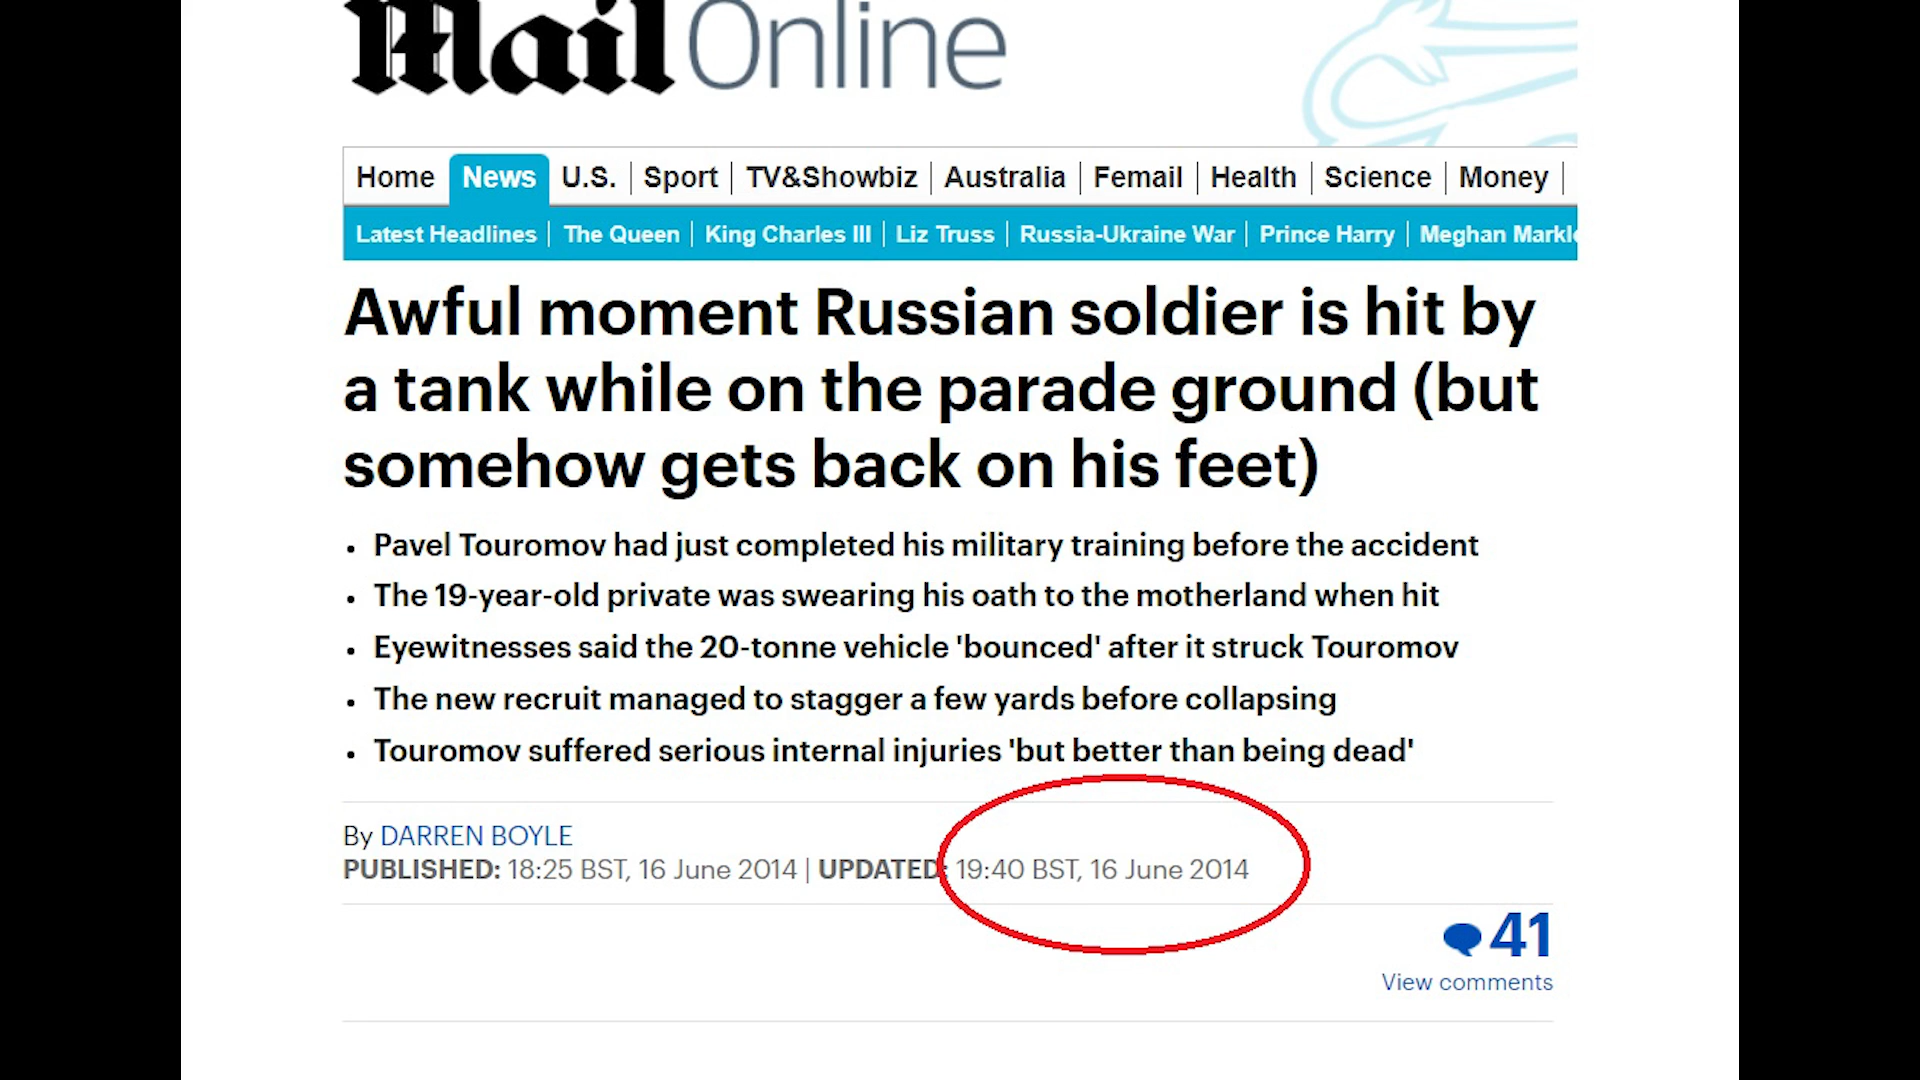 Mail Online
Home News U.S. Sport TV&Showbiz Australia Femail Health Science Money
Latest Headlines The Queen King Charles III Liz Truss Russia-Ukraine War Prince Harry Meghan Markle
Awful moment Russian soldier is hit by
a tank while on the parade ground (but
somehow gets back on his feet)
• Pavel Touromov had just completed his military training before the accident
• The 19-year-old private was swearing his oath to the motherland when hit
• Eyewitnesses said the 20-tonne vehicle 'bounced' after it struck Touromov
• The new recruit managed to stagger a few yards before collapsing
• Touromov suffered serious internal injuries 'but better than being dead'
By DARREN BOYLE
PUBLISHED: 18:25 BST, 16 June 2014 | UPDATED: 19:40 BST, 16 June 2014
41
View comments